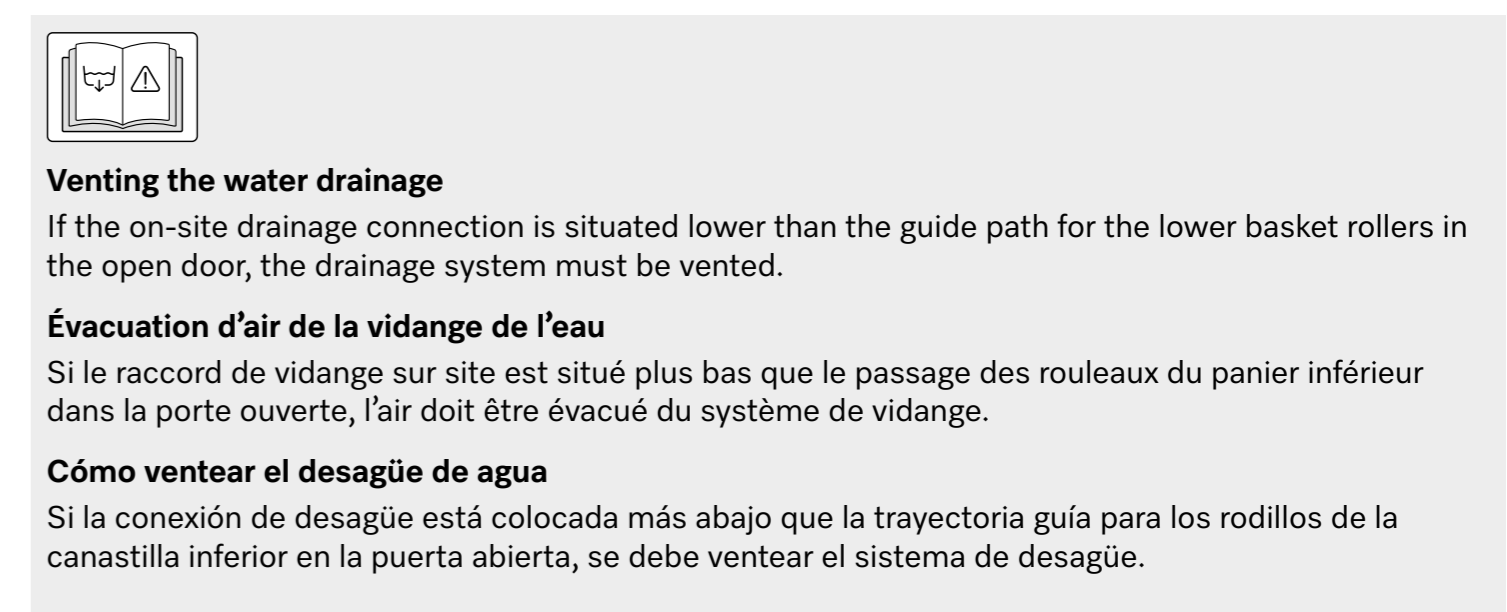 Venting the water drainage
If the on-site drainage connection is situated lower than the guide path for the lower basket rollers in
the open door, the drainage system must be vented.
Évacuation d’air de la vidange de l’eau
Si le raccord de vidange sur site est situé plus bas que le passage des rouleaux du panier inférieur
dans la porte ouverte, l’air doit être évacué du système de vidange.
Cómo ventear el desagüe de agua
Si la conexión de desagüe está colocada más abajo que la trayectoria guía para los rodillos de la
canastilla inferior en la puerta abierta, se debe ventear el sistema de desagüe.